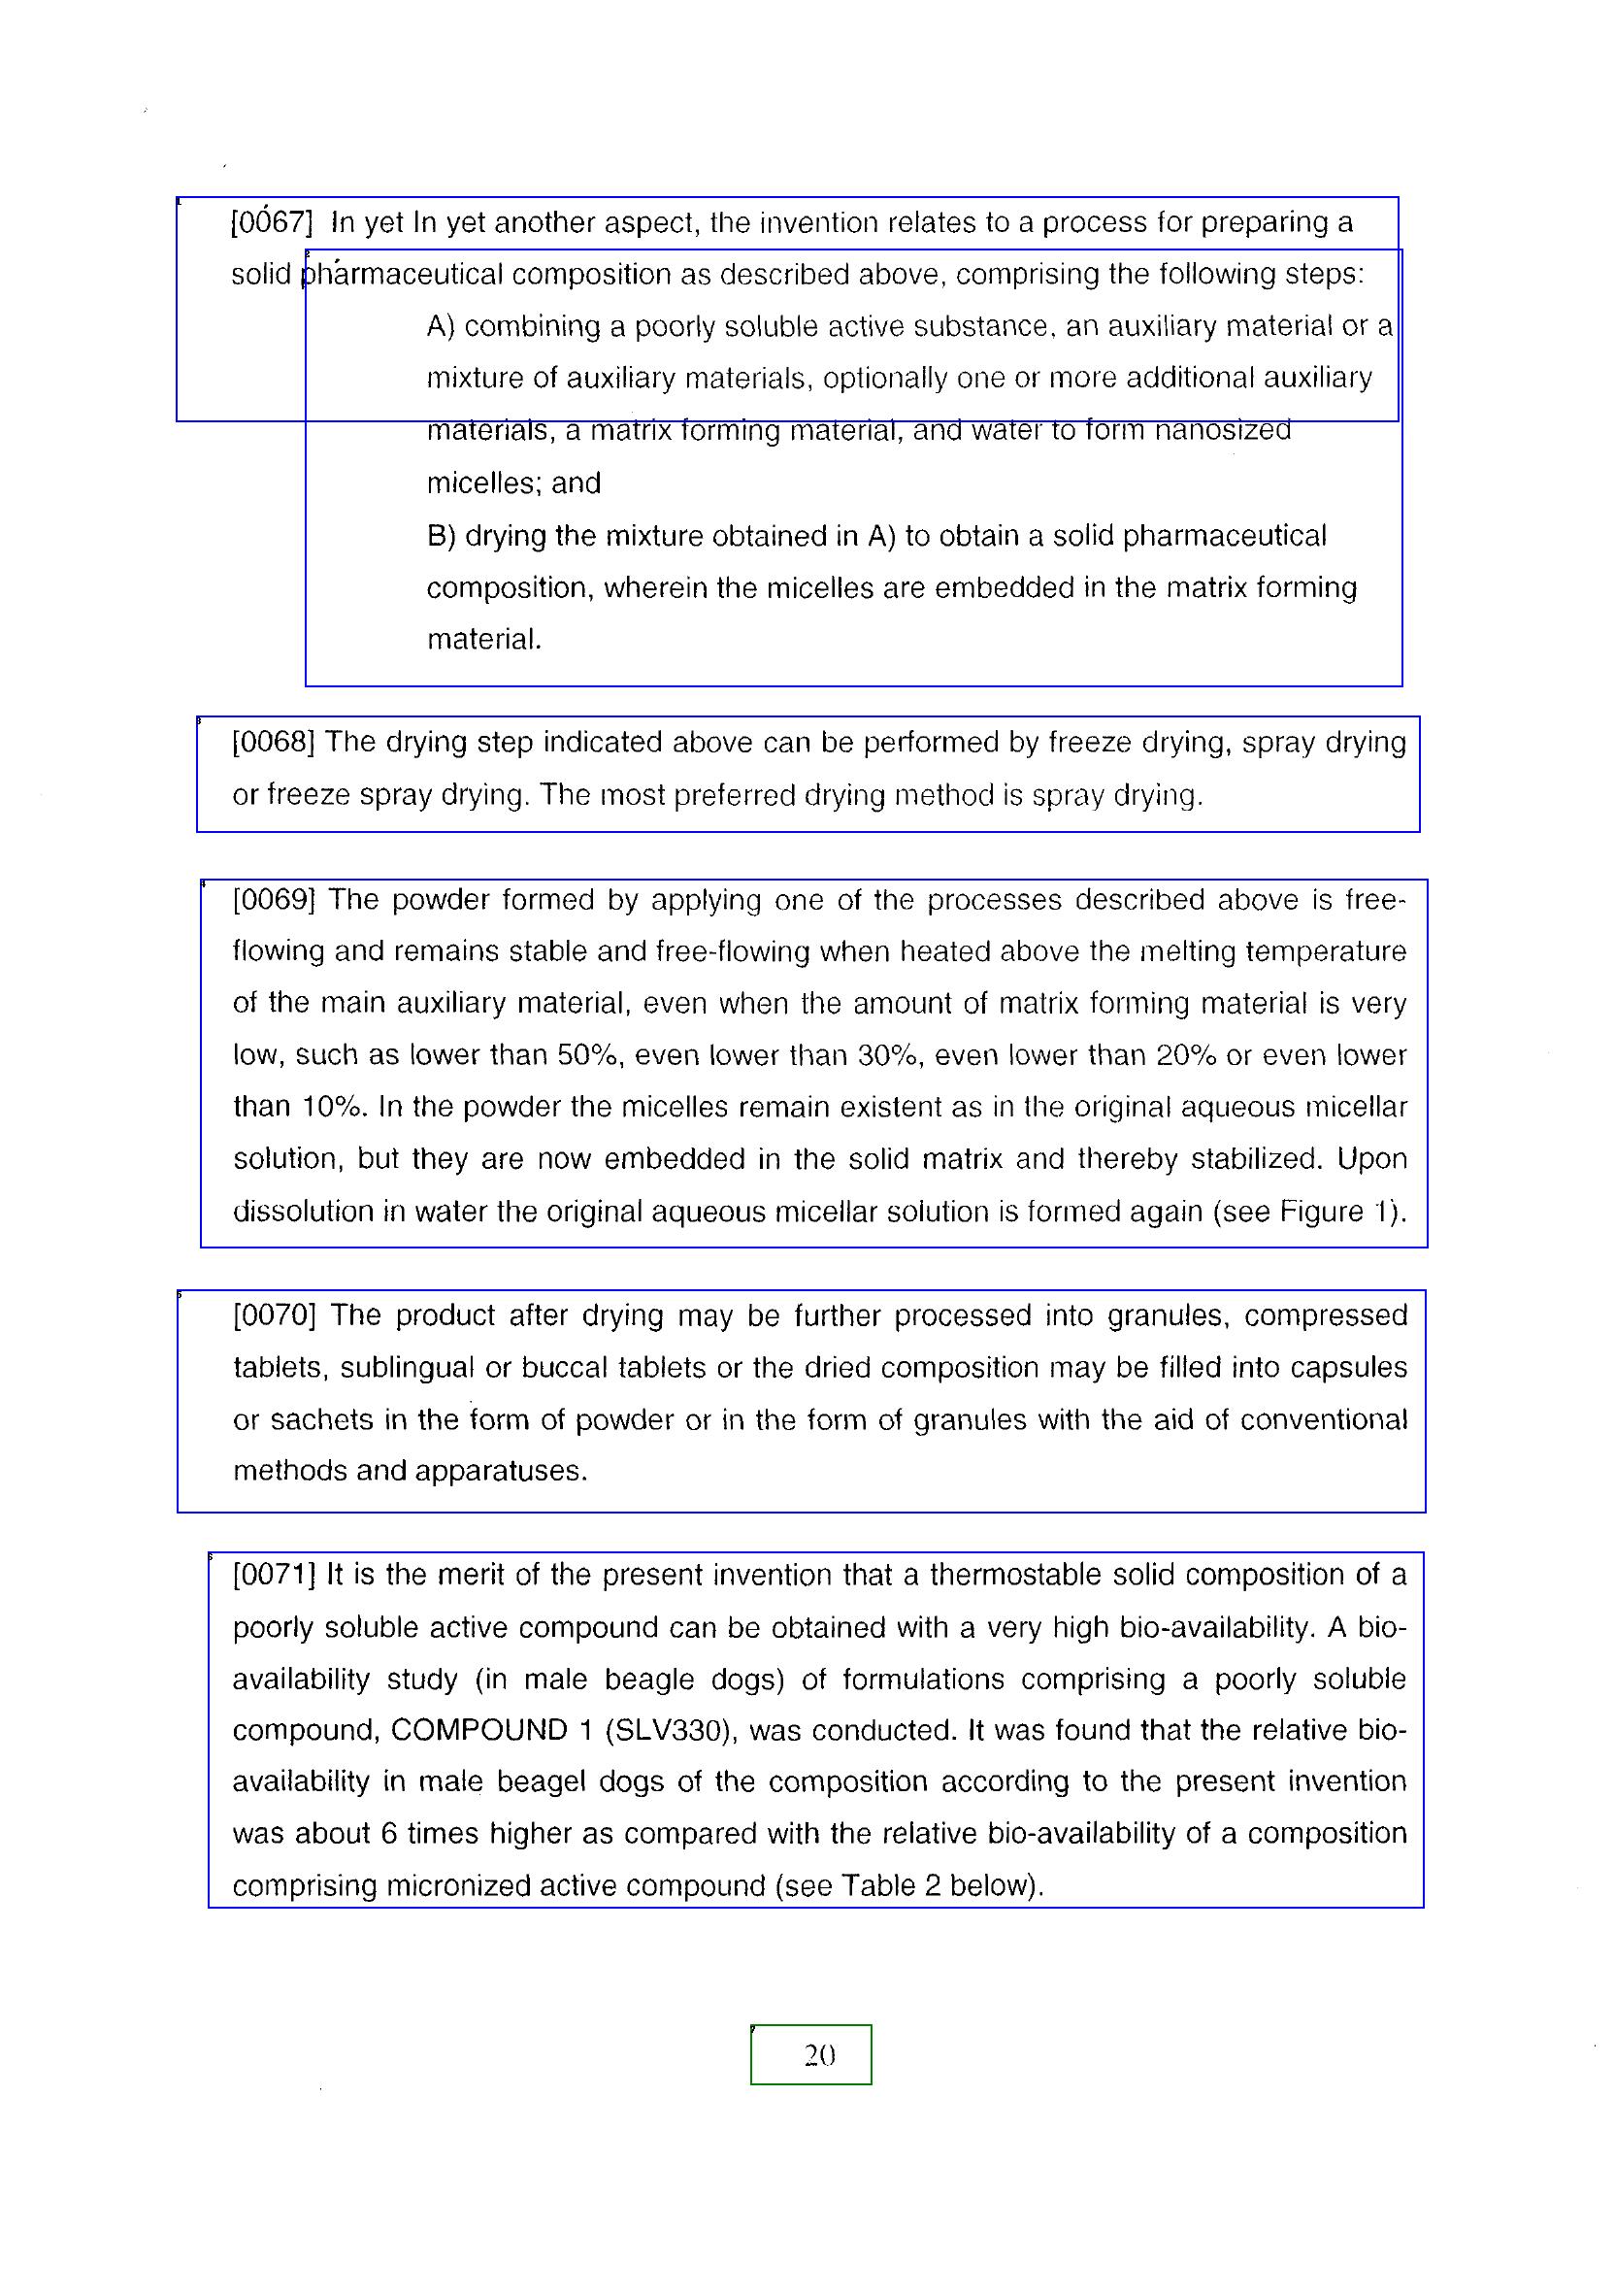 [0067] In yet In yet another aspect, the invention relates to a process for preparing a
solid pharmaceutical composition as described above, comprising the following steps:
A) combining a poorly soluble active substance, an auxiliary material or a
mixture of auxiliary materials, optionally one or more additional auxiliary
materials, a matrix forming material, and water to form nanosized
micelles; and
B) drying the mixture obtained in A) to obtain a solid pharmaceutical
composition, wherein the micelles are embedded in the matrix forming
material.
[0068] The drying step indicated above can be performed by freeze drying, spray drying
or freeze spray drying. The most preferred drying method is spray drying.
[0069] The powder formed by applying one of the processes described above is free-
flowing and remains stable and free-flowing when heated above the melting temperature
of the main auxiliary material, even when the amount of matrix forming material is very
low, such as lower than 50%, even lower than 30%, even lower than 20% or even lower
than 10%. In the powder the micelles remain existent as in the original aqueous micellar
solution, but they are now embedded in the solid matrix and thereby stabilized. Upon
dissolution in water the original aqueous micellar solution is formed again (see Figure 1).
[0070] The product after drying may be further processed into granules, compressed
tablets, sublingual or buccal tablets or the dried composition may be filled into capsules
or sachets in the form of powder or in the form of granules with the aid of conventional
methods and apparatuses.
[0071] It is the merit of the present invention that a thermostable solid composition of a
poorly soluble active compound can be obtained with a very high bio-availability. A bio-
availability study (in male beagle dogs) of formulations comprising a poorly soluble
compound, COMPOUND 1 (SLV330), was conducted. It was found that the relative bio-
availability in male beagel dogs of the composition according to the present invention
was about 6 times higher as compared with the relative bio-availability of a composition
comprising micronized active compound (see Table 2 below).
20